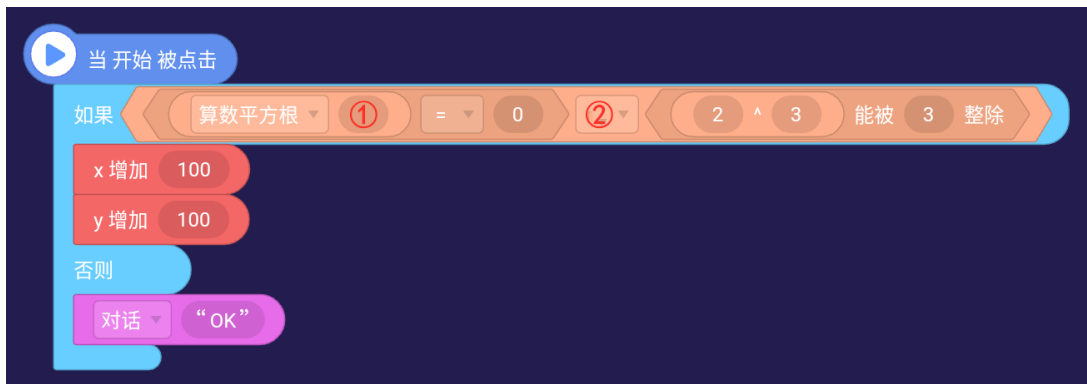 当 开始 被点击
如果 算数平方根 ① = 0 ② 2 ^ 3 能被 3 整除
x 增加 100
y 增加 100
否则
对话 “OK”